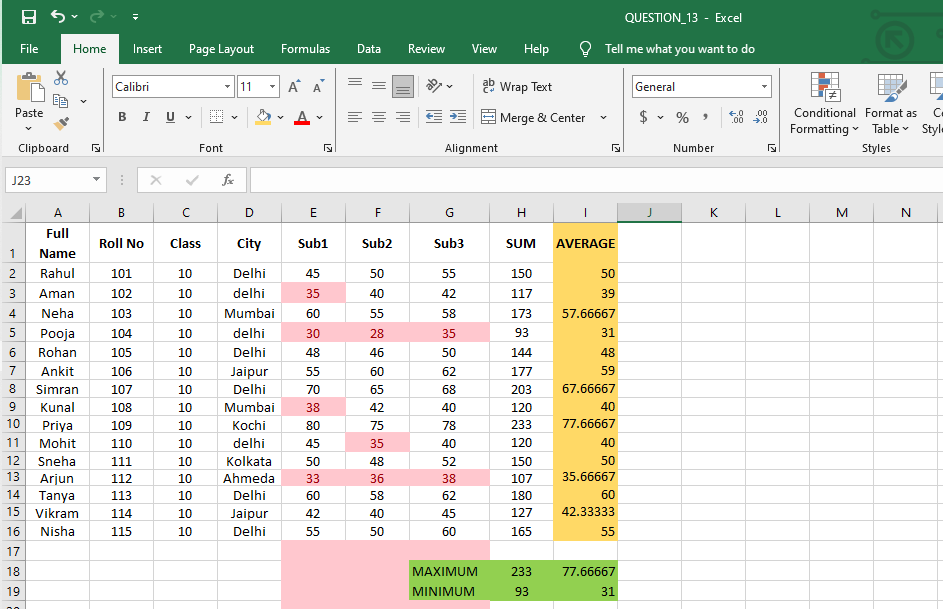 QUESTION_13 - Excel
File Home Insert Page Layout Formulas Data Review View Help Tell me what you want to do
Calibri 11 A A ab Wrap Text General
Paste B I U A Merge & Center $ % , Conditional Formatting Format as Table
Clipboard Font Alignment Number Styles
J23 fx
A B C D E F G H I J K L M N
1 Full Name Roll No Class City Sub1 Sub2 Sub3 SUM AVERAGE
2 Rahul 101 10 Delhi 45 50 55 150 50
3 Aman 102 10 delhi 35 40 42 117 39
4 Neha 103 10 Mumbai 60 55 58 173 57.66667
5 Pooja 104 10 delhi 30 28 35 93 31
6 Rohan 105 10 Delhi 48 46 50 144 48
7 Ankit 106 10 Jaipur 55 60 62 177 59
8 Simran 107 10 Delhi 70 65 68 203 67.66667
9 Kunal 108 10 Mumbai 38 42 40 120 40
10 Priya 109 10 Kochi 80 75 78 233 77.66667
11 Mohit 110 10 delhi 45 35 40 120 40
12 Sneha 111 10 Kolkata 50 48 52 150 50
13 Arjun 112 10 Ahmeda 33 36 38 107 35.66667
14 Tanya 113 10 Delhi 60 58 62 180 60
15 Vikram 114 10 Jaipur 42 40 45 127 42.33333
16 Nisha 115 10 Delhi 55 50 60 165 55
17
18 MAXIMUM 233 77.66667
19 MINIMUM 93 31